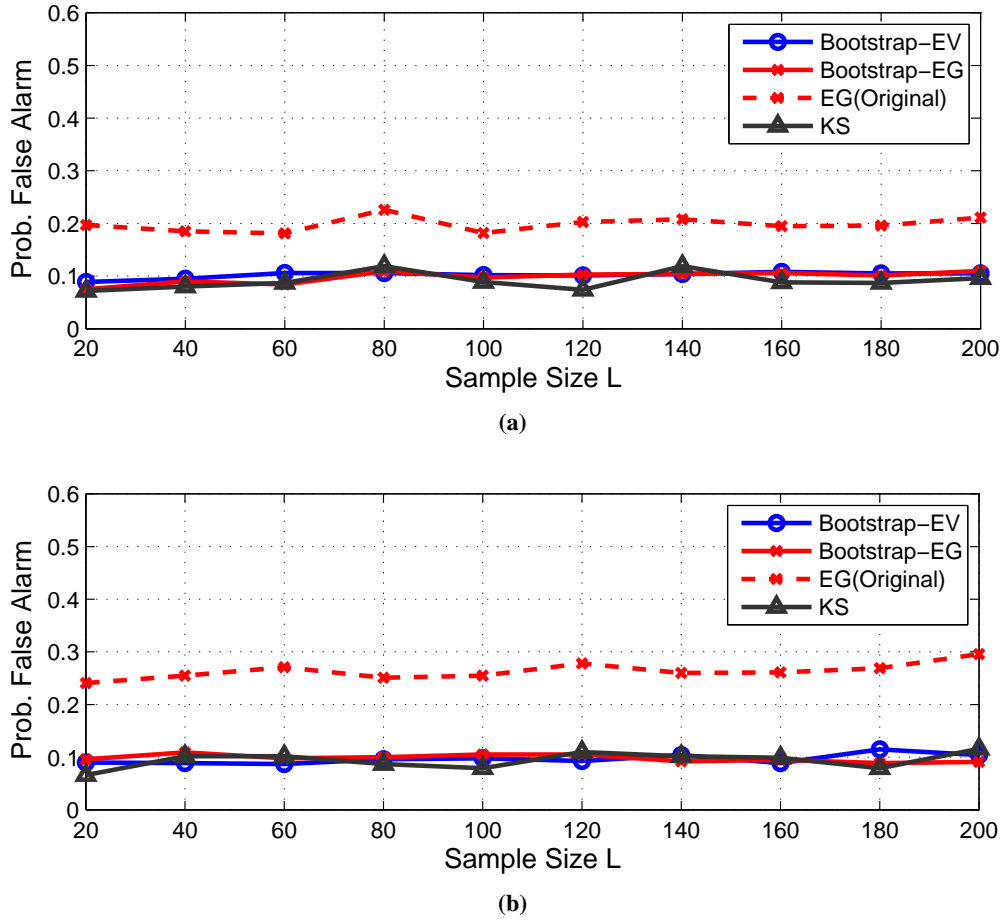 0.6
0.5
0.4
0.3
0.2
0.1
0
Prob. False Alarm
Bootstrap−EV
Bootstrap−EG
EG(Original)
KS
20 40 60 80 100 120 140 160 180 200
Sample Size L
(a)
0.6
0.5
0.4
0.3
0.2
0.1
0
Prob. False Alarm
Bootstrap−EV
Bootstrap−EG
EG(Original)
KS
20 40 60 80 100 120 140 160 180 200
Sample Size L
(b)